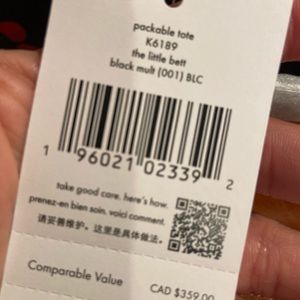 packable tote
K6189
the little bett
black mult (001) BLC
1 96021 02339 2
take good care. here's how.
prenez-en bien soin. voici comment.
请妥善维护。这里是具体做法。
Comparable Value CAD $359.00